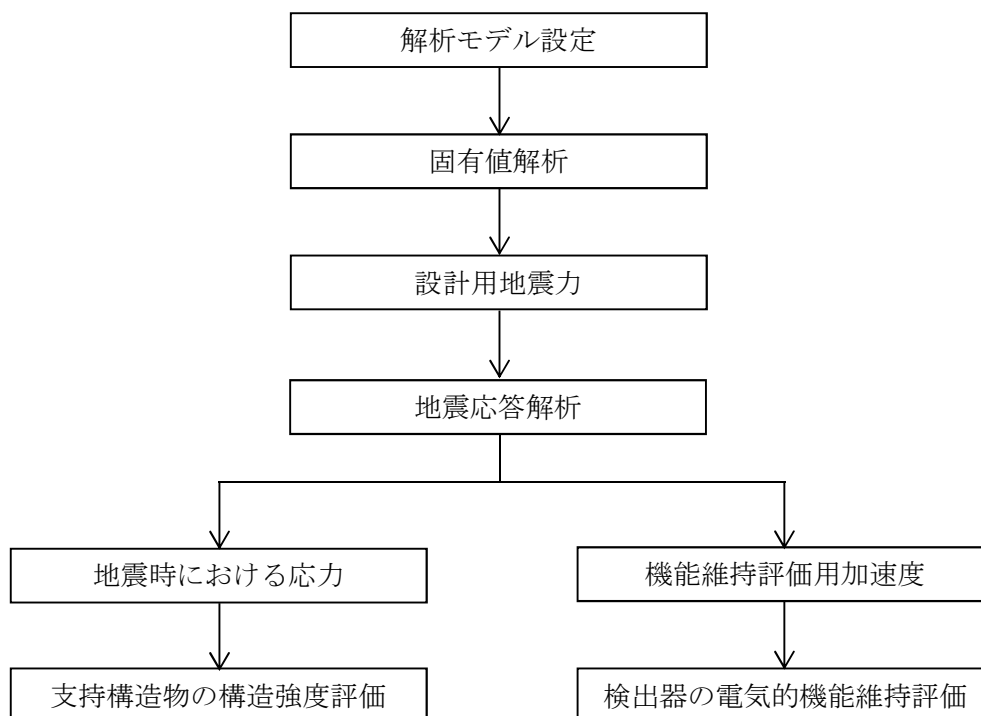 解析モデル設定
固有値解析
設計用地震力
地震応答解析
地震時における応力
機能維持評価用加速度
支持構造物の構造強度評価
検出器の電気的機能維持評価